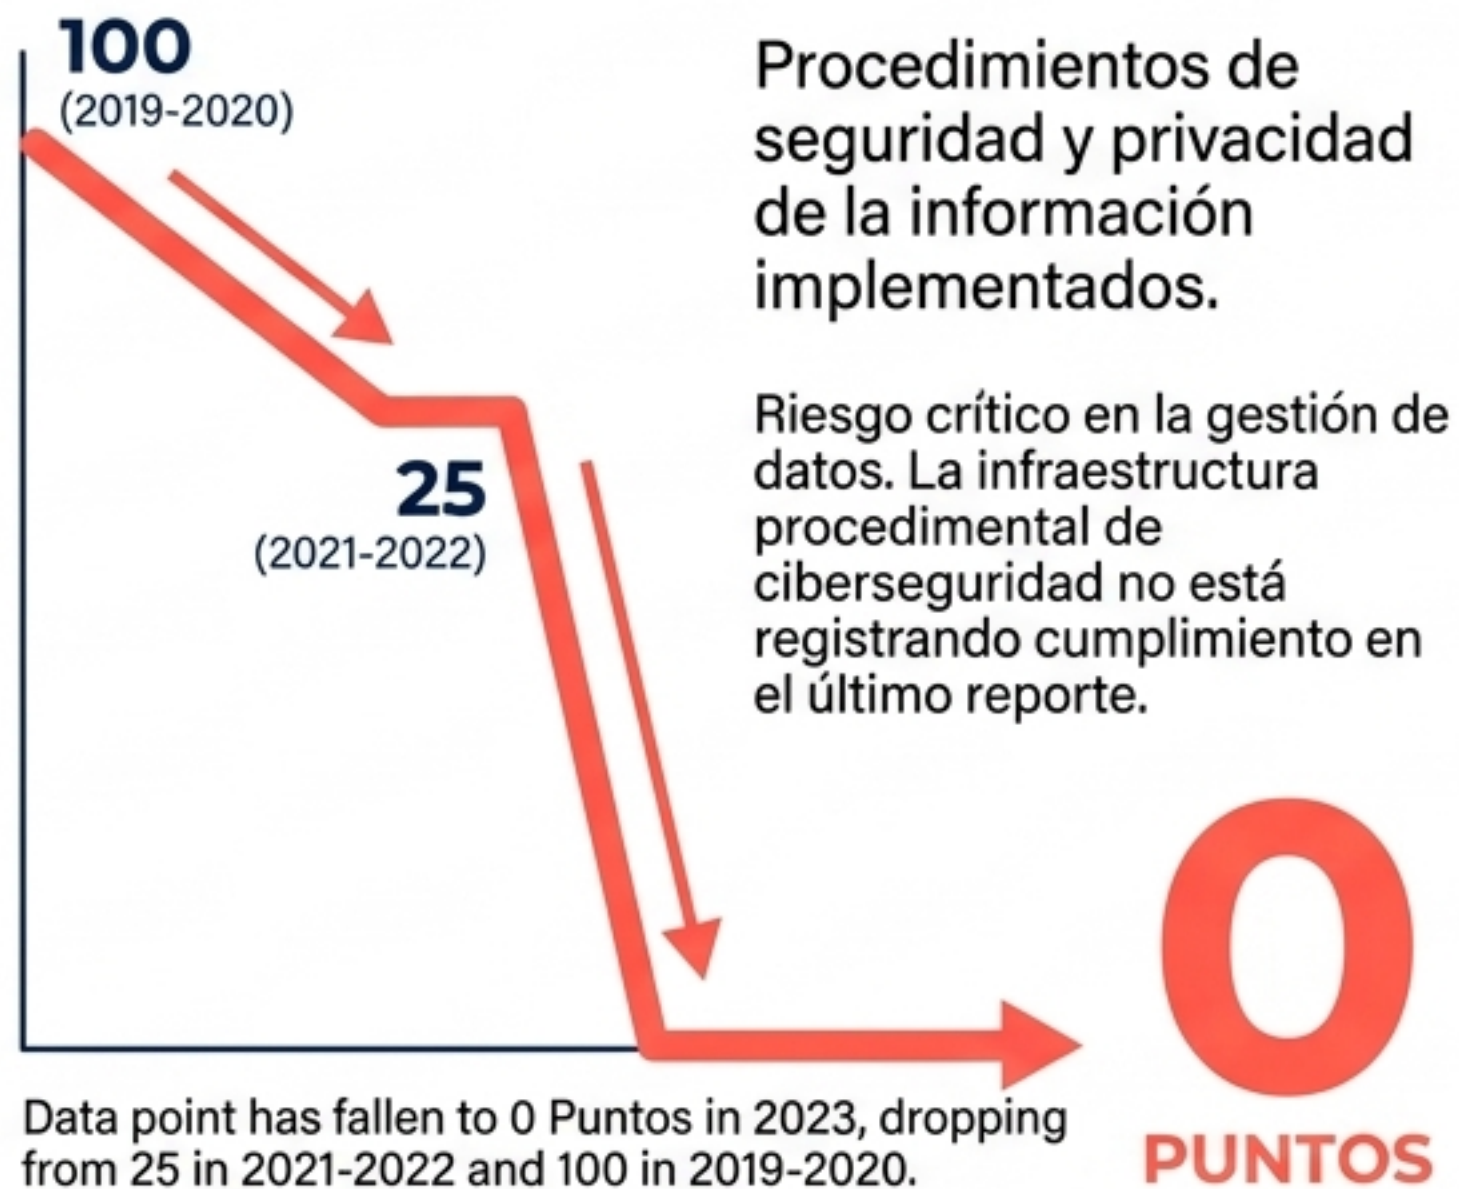 100
(2019-2020)
25
(2021-2022)
Procedimientos de
seguridad y privacidad
de la información
implementados.
Riesgo crítico en la gestión de
datos. La infraestructura
procedimental de
ciberseguridad no está
registrando cumplimiento en
el último reporte.
0
PUNTOS
Data point has fallen to 0 Puntos in 2023, dropping
from 25 in 2021-2022 and 100 in 2019-2020.